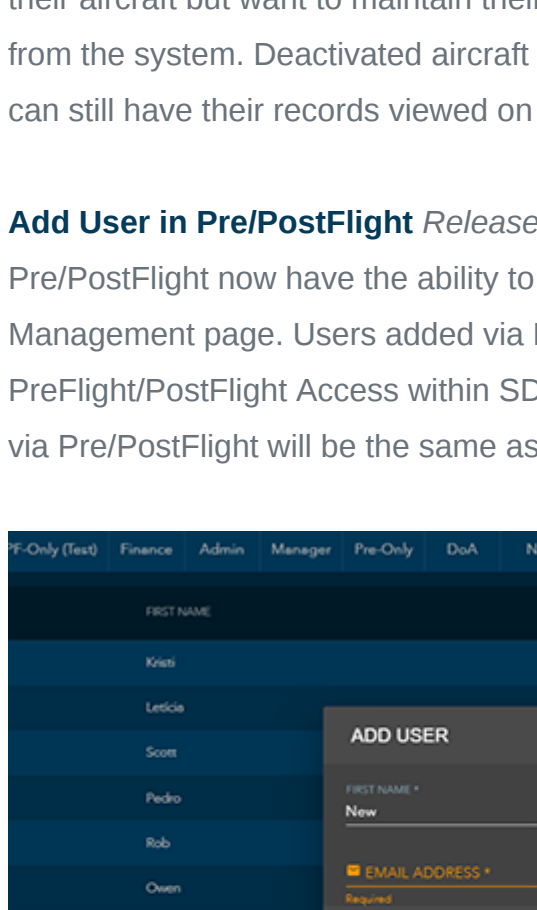 their aircraft but want to maintain their
from the system. Deactivated aircraft
can still have their records viewed on
Add User in Pre/PostFlight Release
Pre/PostFlight now have the ability to
Management page. Users added via
PreFlight/PostFlight Access within SD
via Pre/PostFlight will be the same as
PF-Only (Test) Finance Admin Manager Pre-Only DoA N
FIRST NAME
Kristi
Leticia
Scott
ADD USER
Pedro
FIRST NAME *
New
Rob
EMAIL ADDRESS *
Owen
Required